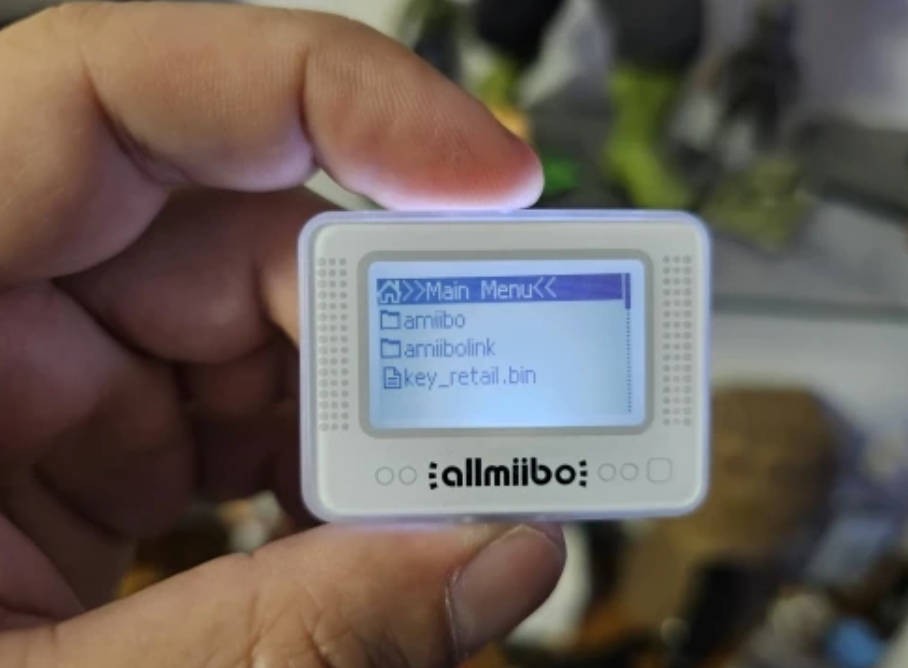 >>Main Menu<<
amiibo
amiibolink
key_retail.bin
allmiibo